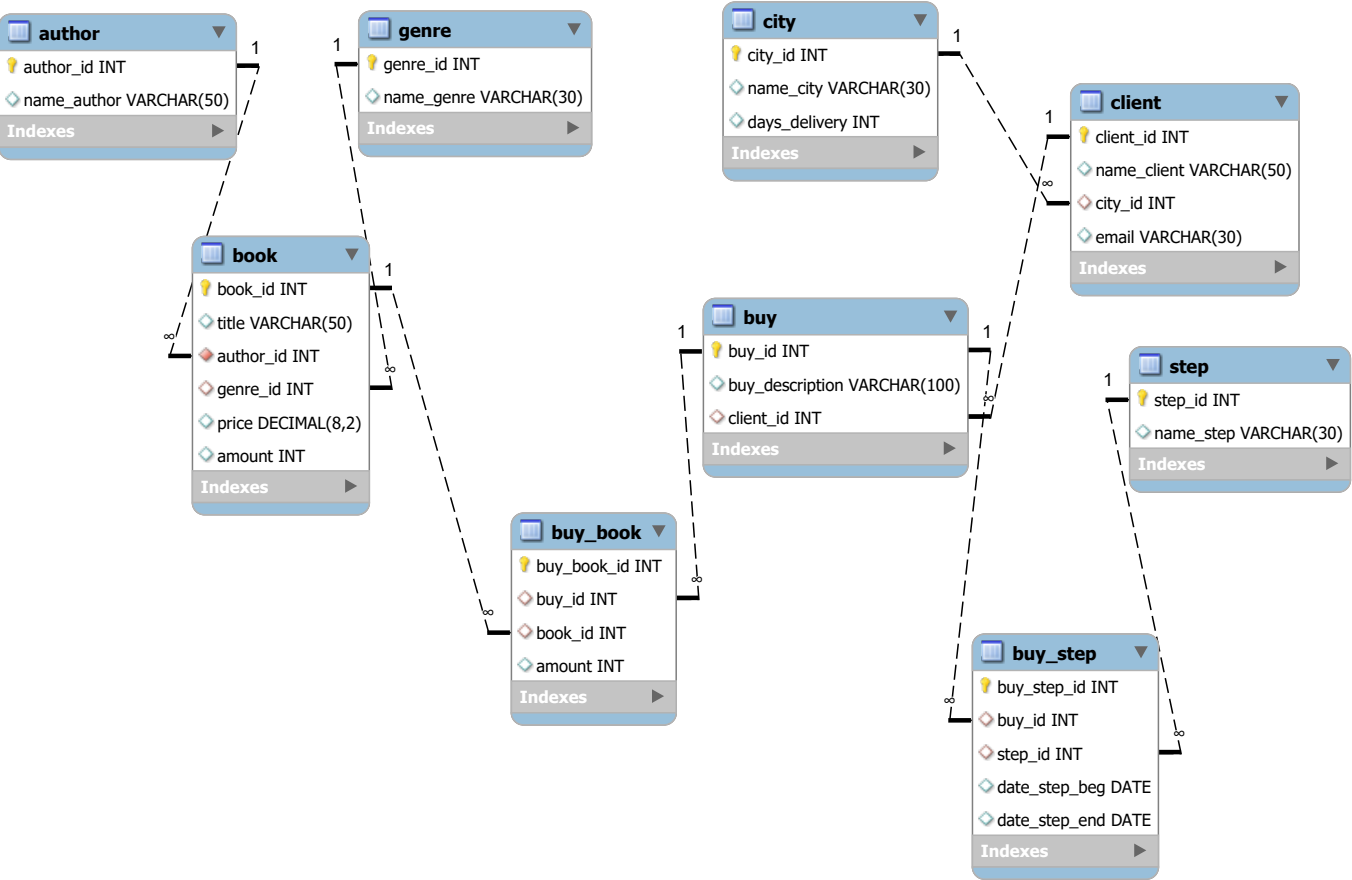 author
author_id INT
name_author VARCHAR(50)
Indexes
1
genre
genre_id INT
name_genre VARCHAR(30)
Indexes
1
city
city_id INT
name_city VARCHAR(30)
days_delivery INT
Indexes
1
client
client_id INT
name_client VARCHAR(50)
city_id INT
email VARCHAR(30)
Indexes
1
∞
book
book_id INT
title VARCHAR(50)
author_id INT
genre_id INT
price DECIMAL(8,2)
amount INT
Indexes
1
∞
∞
buy
buy_id INT
buy_description VARCHAR(100)
client_id INT
Indexes
1
1
∞
step
step_id INT
name_step VARCHAR(30)
Indexes
1
buy_book
buy_book_id INT
buy_id INT
book_id INT
amount INT
Indexes
∞
∞
buy_step
buy_step_id INT
buy_id INT
step_id INT
date_step_beg DATE
date_step_end DATE
Indexes
∞
∞